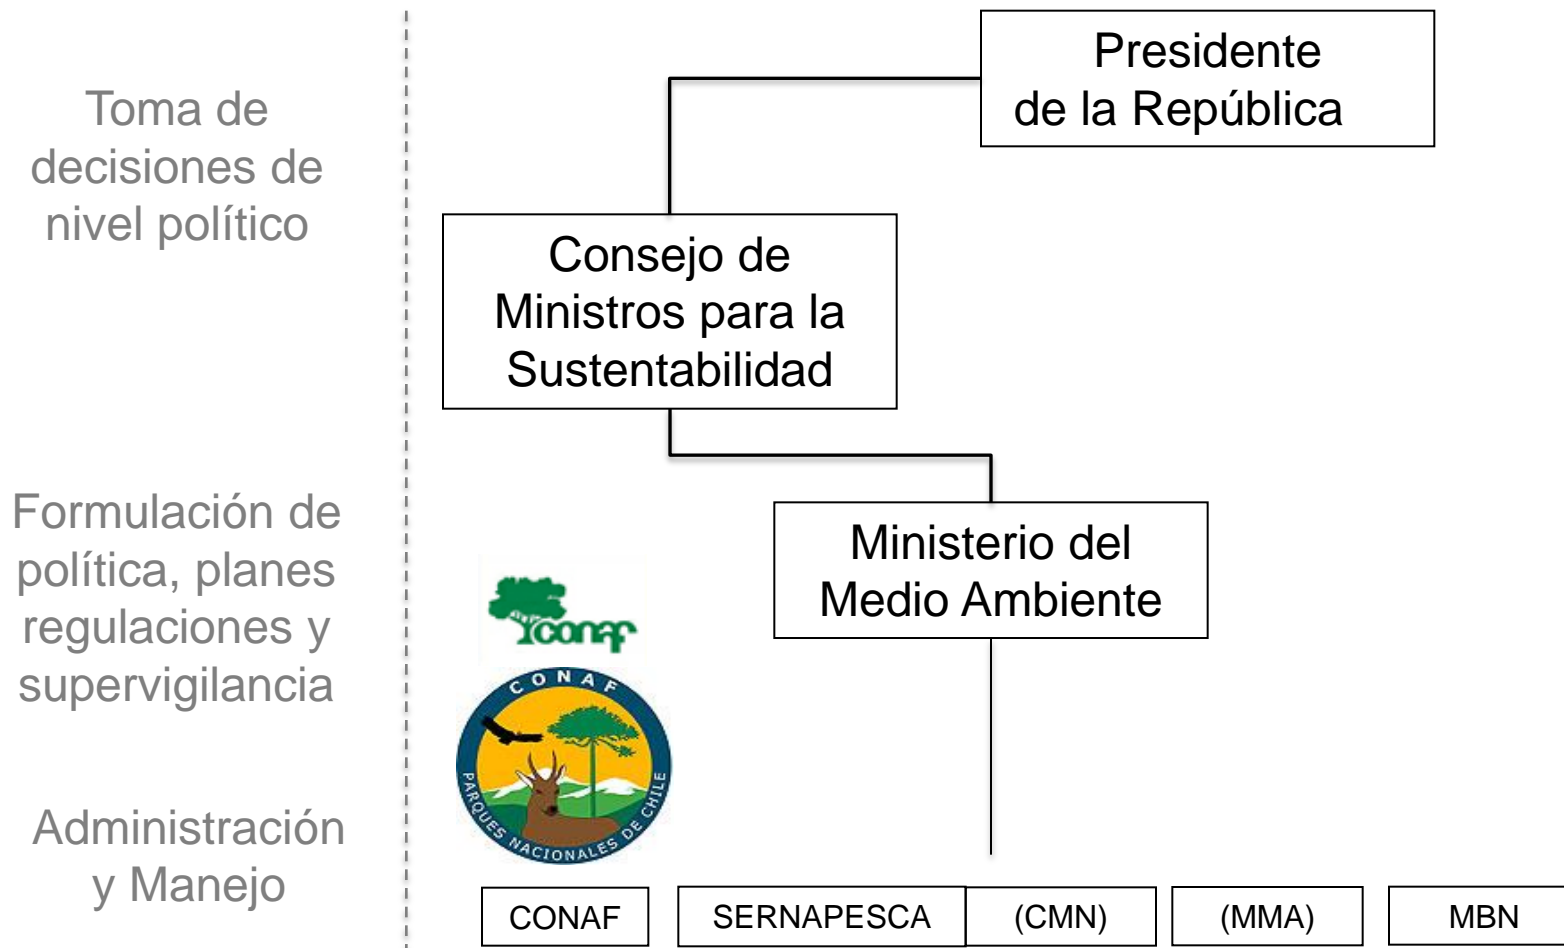 Toma de
decisiones de
nivel político
Presidente
de la República
Consejo de
Ministros para la
Sustentabilidad
Formulación de
política, planes
regulaciones y
supervigilancia
Ministerio del
Medio Ambiente
conaf
CONAF
PARQUES NACIONALES DE CHILE
Administración
y Manejo
CONAF
SERNAPESCA
(CMN)
(MMA)
MBN